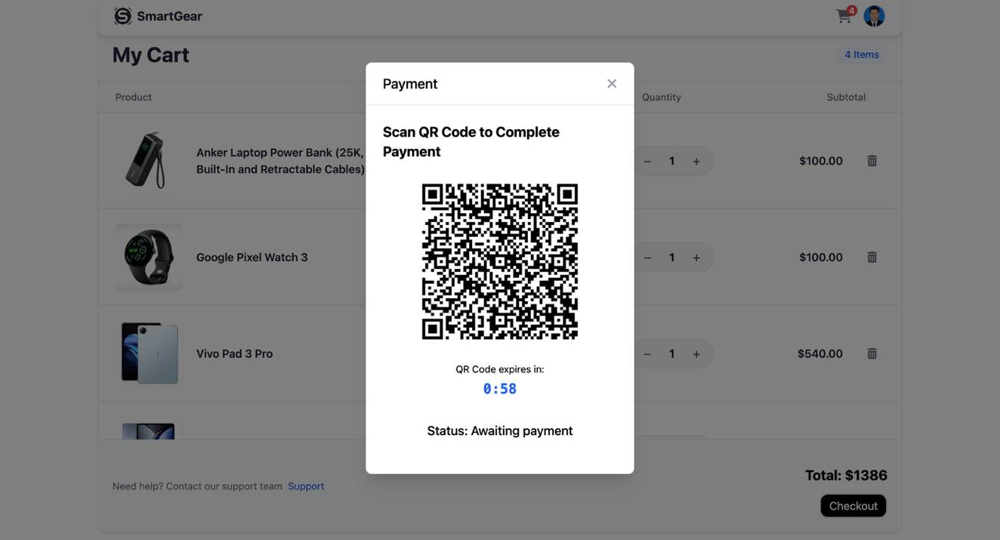 SmartGear
4
My Cart
4 Items
Product
Quantity
Subtotal
Anker Laptop Power Bank (25K,
Built-In and Retractable Cables)
− 1 +
$100.00
Google Pixel Watch 3
− 1 +
$100.00
Vivo Pad 3 Pro
− 1 +
$540.00
Payment
Scan QR Code to Complete
Payment
QR Code expires in:
0:58
Status: Awaiting payment
Need help? Contact our support team Support
Total: $1386
Checkout